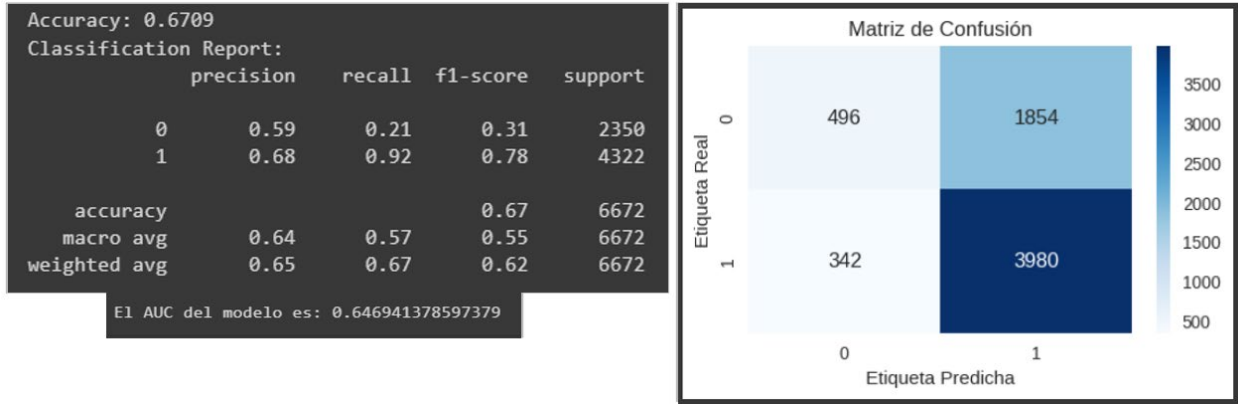 Accuracy: 0.6709
Classification Report:
precision recall f1-score support
0 0.59 0.21 0.31 2350
1 0.68 0.92 0.78 4322
accuracy 0.67 6672
macro avg 0.64 0.57 0.55 6672
weighted avg 0.65 0.67 0.62 6672
El AUC del modelo es: 0.646941378597379
Matriz de Confusión
Etiqueta Real
0
1
496 1854
342 3980
0 1
Etiqueta Predicha
3500
3000
2500
2000
1500
1000
500